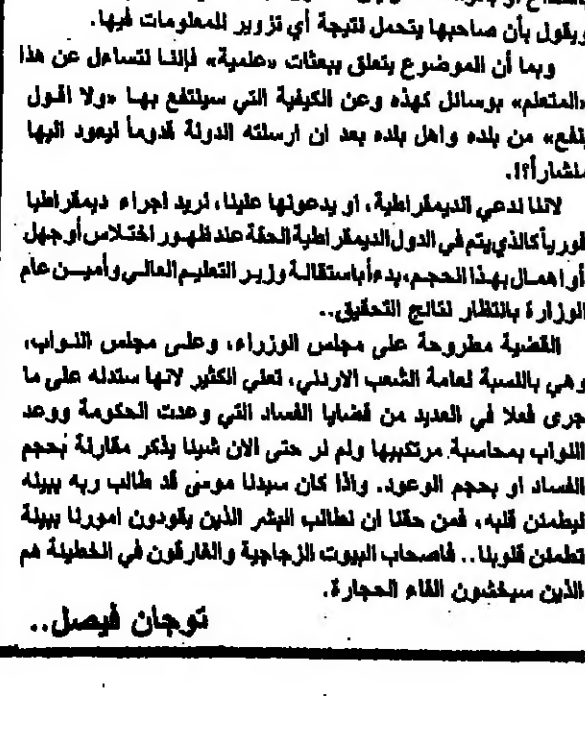 ويقول بأن صاحبها يتحمل نتيجة أي تزوير للمعلومات فيها.
وبما أن الموضوع يتعلق ببعثات «علمية» فإننا نتساءل عن هذا
«المتعلم» بوسائل كهذه وعن الكيفية التي سينتفع بها «ولا اقول
ينفع» من بلده واهل بلده بعد ان ارسلته الدولة قدوماً ليعود اليها
منشاراً؟!.
لاننا ندعي الديمقراطية، او يدعونها علينا، نريد اجراء ديمقراطيا
فورياً كالذي يتم في الدول الديمقراطية الحقة عند ظهور اختلاس أو جهل
أو اهمال بهذا الحجم، بدءاً باستقالة وزير التعليم العالي وأمين عام
الوزارة بانتظار نتائج التحقيق..
القضية مطروحة على مجلس الوزراء، وعلى مجلس النواب،
وهي بالنسبة لعامة الشعب الاردني، تعني الكثير لانها ستدله على ما
جرى فعلا في العديد من قضايا الفساد التي وعدت الحكومة ووعد
النواب بمحاسبة مرتكبيها ولم نر حتى الان شيئا يذكر مقارنة بحجم
الفساد او بحجم الوعود. واذا كان سيدنا موسى قد طالب ربه ببينه
ليطمئن قلبه، فمن حقنا ان نطالب البشر الذين يقودون امورنا ببينة
تطمئن قلوبنا.. فاصحاب البيوت الزجاجية والغارقون في الخطيئة هم
الذين سيخشون القاء الحجارة.
توجان فيصل..